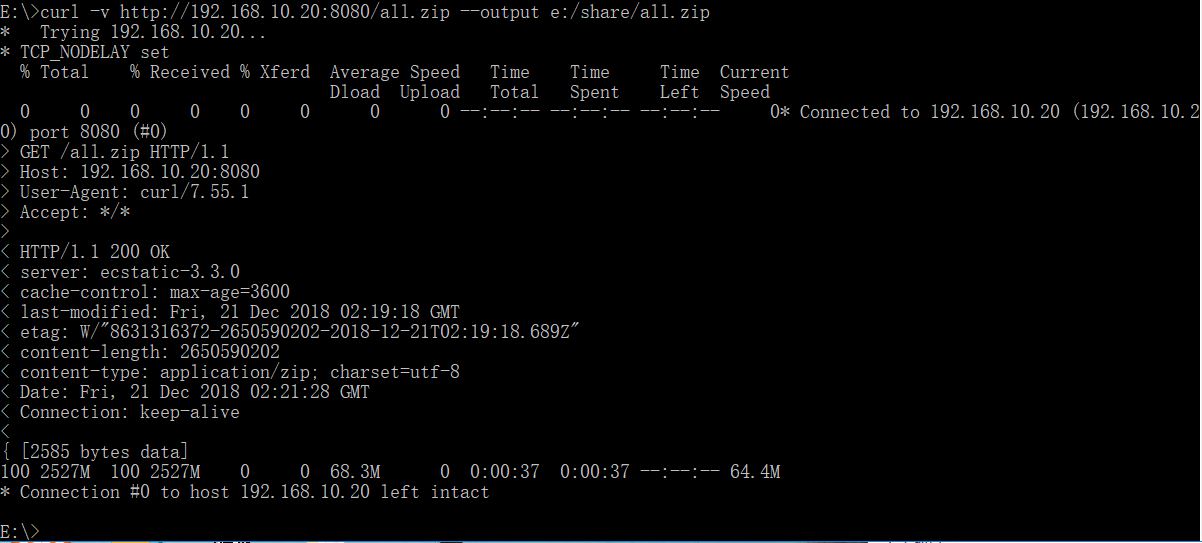 E:\>curl -v http://192.168.10.20:8080/all.zip --output e:/share/all.zip
*   Trying 192.168.10.20...
* TCP_NODELAY set
  % Total    % Received % Xferd  Average Speed   Time    Time     Time  Current
                                 Dload  Upload   Total   Spent    Left  Speed
  0     0    0     0    0     0      0      0 --:--:-- --:--:-- --:--:--     0* Connected to 192.168.10.20 (192.168.10.2
0) port 8080 (#0)
> GET /all.zip HTTP/1.1
> Host: 192.168.10.20:8080
> User-Agent: curl/7.55.1
> Accept: */*
>
< HTTP/1.1 200 OK
< server: ecstatic-3.3.0
< cache-control: max-age=3600
< last-modified: Fri, 21 Dec 2018 02:19:18 GMT
< etag: W/"8631316372-2650590202-2018-12-21T02:19:18.689Z"
< content-length: 2650590202
< content-type: application/zip; charset=utf-8
< Date: Fri, 21 Dec 2018 02:21:28 GMT
< Connection: keep-alive
<
{ [2585 bytes data]
100 2527M  100 2527M    0     0  68.3M      0  0:00:37  0:00:37 --:--:-- 64.4M
* Connection #0 to host 192.168.10.20 left intact
E:\>